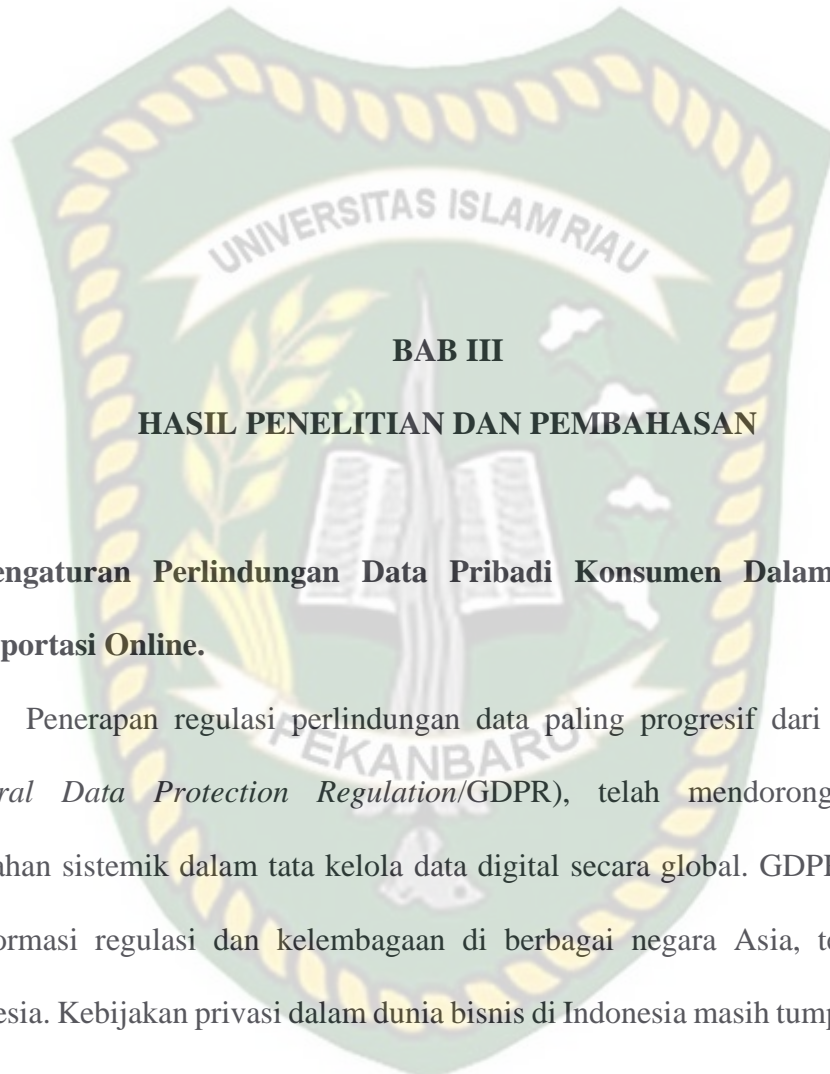 UNIVERSITAS ISLAM RIAU
BAB III
HASIL PENELITIAN DAN PEMBAHASAN
engaturan Perlindungan Data Pribadi Konsumen Dalam
portasi Online.
Penerapan regulasi perlindungan data paling progresif dari
ral Data Protection Regulation/GDPR), telah mendorong
ahan sistemik dalam tata kelola data digital secara global. GDPR
ormasi regulasi dan kelembagaan di berbagai negara Asia, te
esia. Kebijakan privasi dalam dunia bisnis di Indonesia masih tump
PEKANBARU